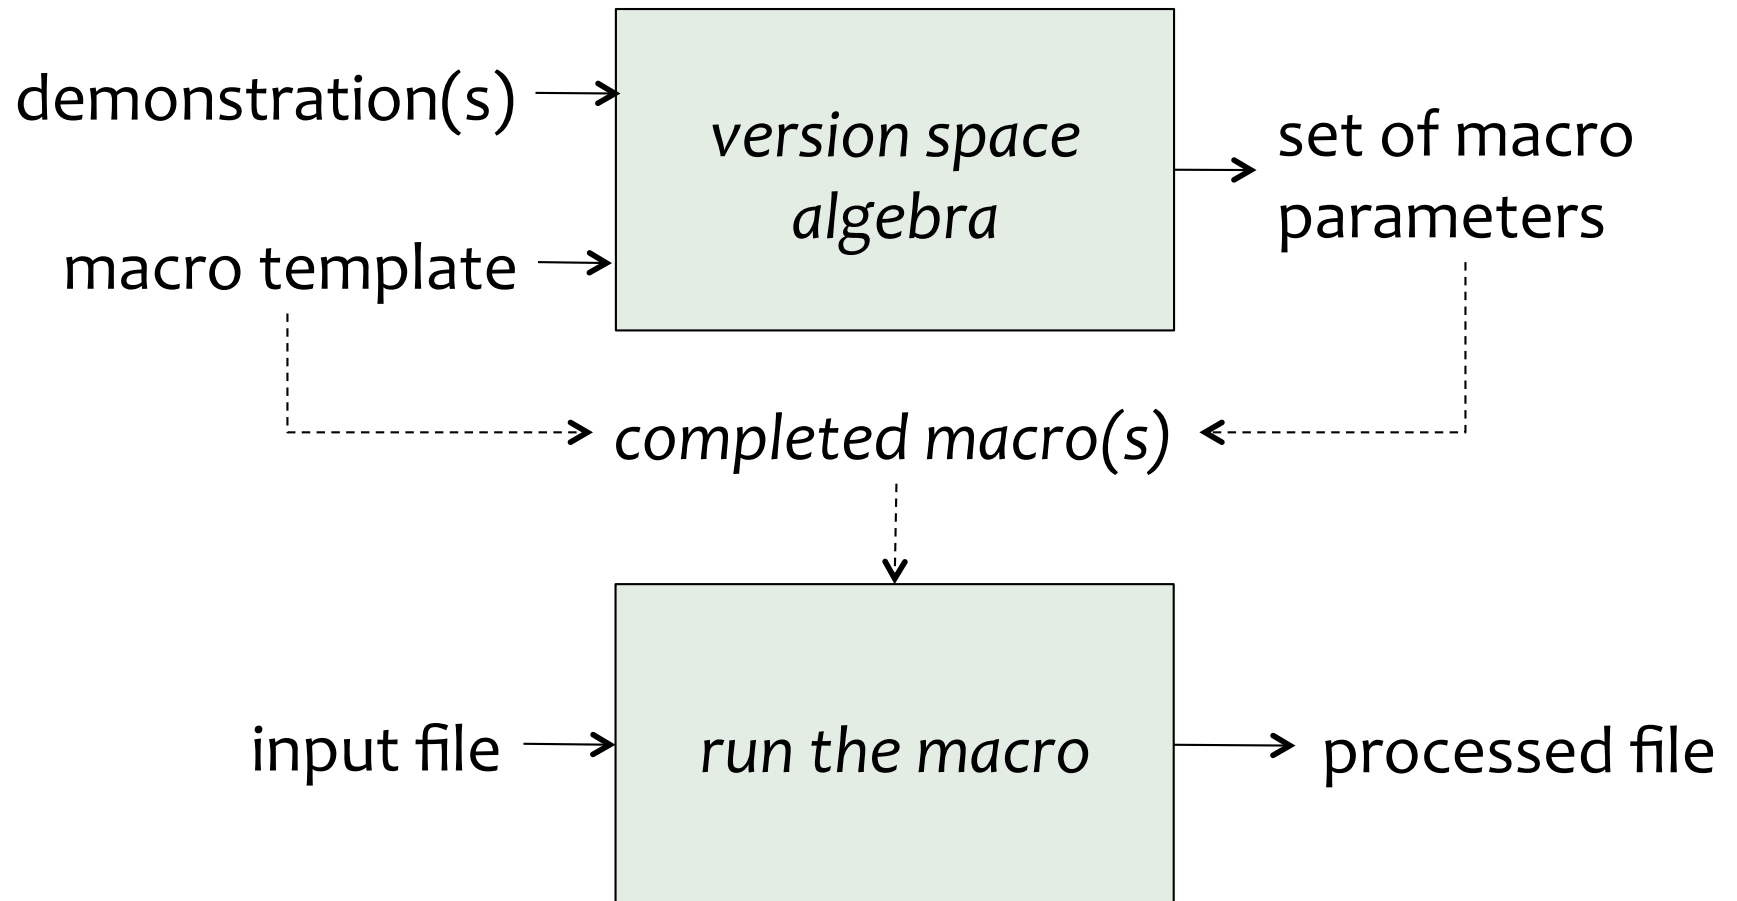 demonstration(s)
version space
algebra
set of macro
parameters
macro template
completed macro(s)
input file
run the macro
processed file